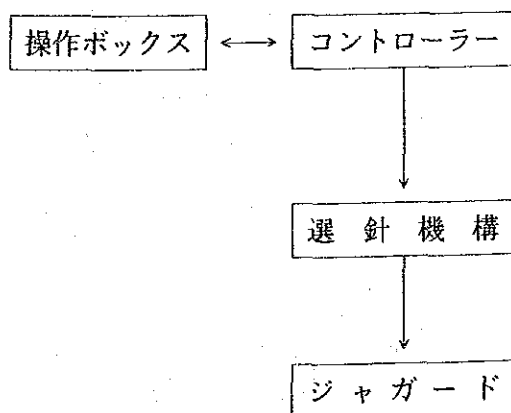 操作ボックス
コントローラー
選針機構
ジャガード